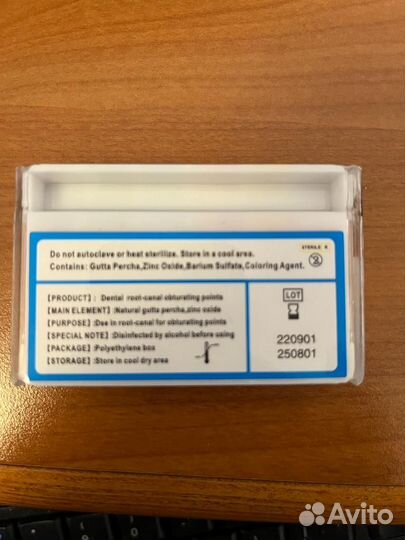 STERILE R
Do not autoclave or heat sterilize. Store in a cool area.
Contains: Gutta Percha,Zinc Oxide,Barium Sulfate,Coloring Agent.
2
[PRODUCT]: Dental root-canal obturating points
[MAIN ELEMENT]:Natural gutta percha,zinc oxide
[PURPOSE]:Use in root-canal for obturating points
[SPECIAL NOTE]:Disinfected by alcohol before using
[PACKAGE]:Polyethylene box
[STORAGE]:Store in cool dry area
LOT
220901
250801
Avito